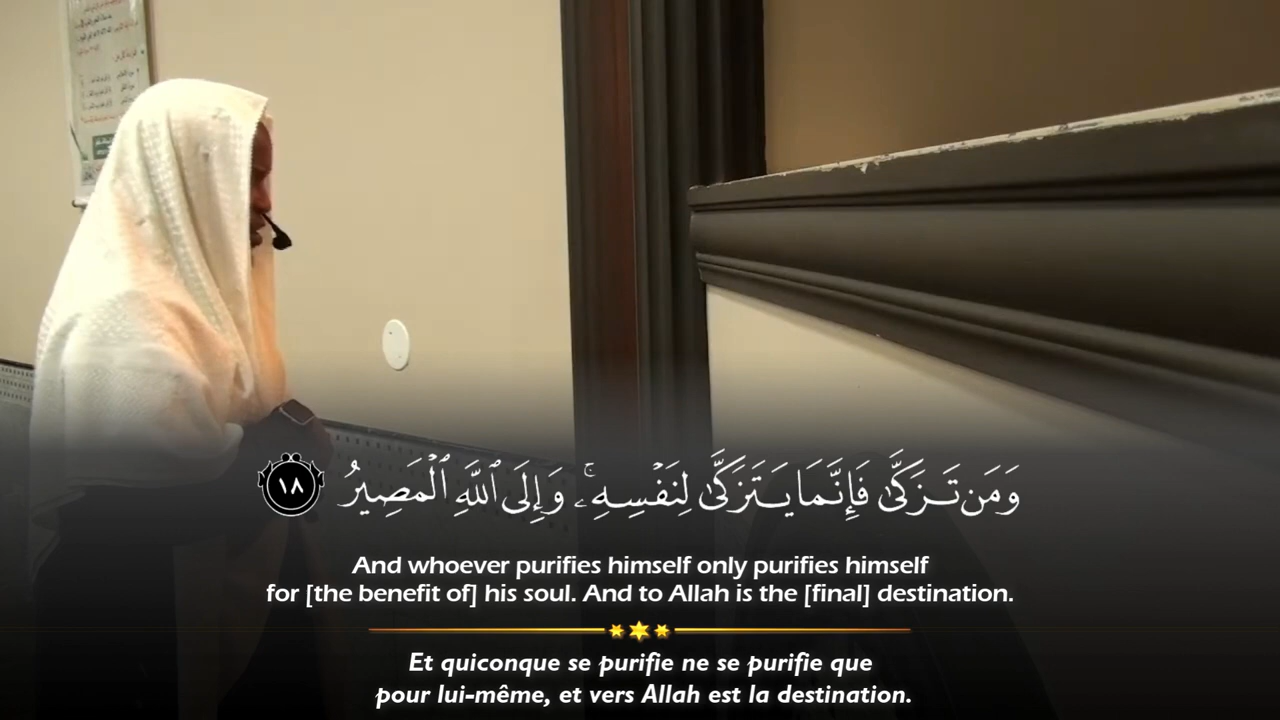 وَمَن تَزَكَّىٰ فَإِنَّمَا يَتَزَكَّىٰ لِنَفْسِهِۦ ۚ وَإِلَى ٱللَّهِ ٱلْمَصِيرُ ١٨
And whoever purifies himself only purifies himself
for [the benefit of] his soul. And to Allah is the [final] destination.
Et quiconque se purifie ne se purifie que
pour lui-même, et vers Allah est la destination.